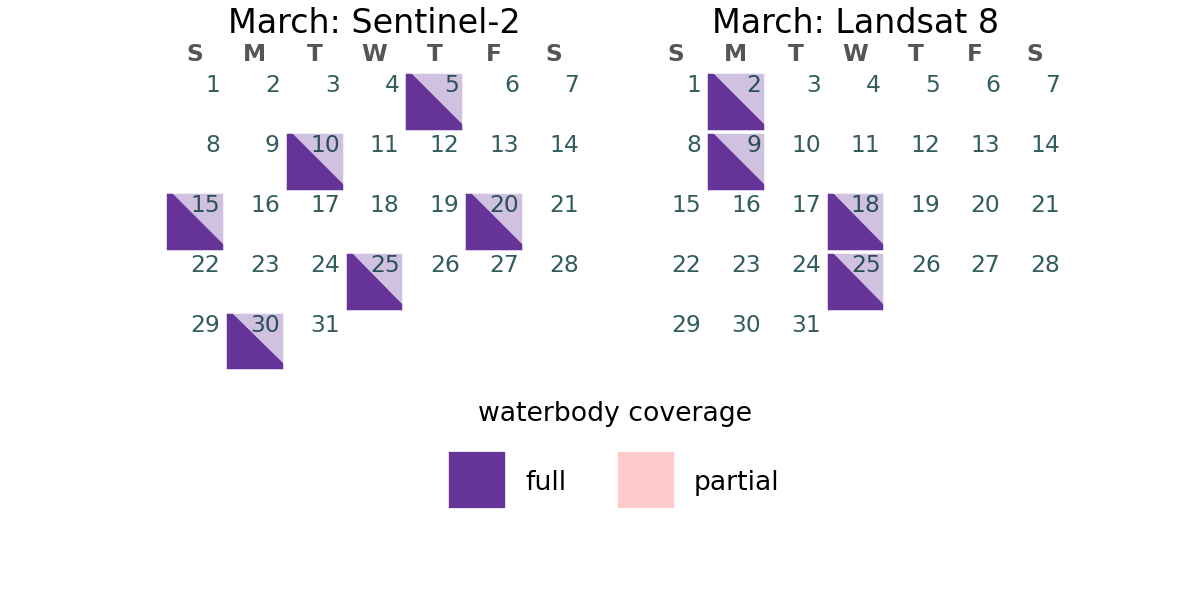 March: Sentinel-2
S M T W T F S
1 2 3 4 5 6 7
8 9 10 11 12 13 14
15 16 17 18 19 20 21
22 23 24 25 26 27 28
29 30 31
March: Landsat 8
S M T W T F S
1 2 3 4 5 6 7
8 9 10 11 12 13 14
15 16 17 18 19 20 21
22 23 24 25 26 27 28
29 30 31
waterbody coverage
full
partial